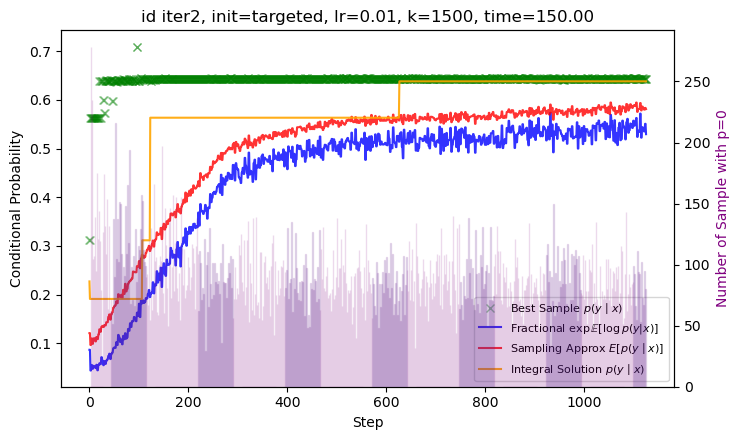 id iter2, init=targeted, lr=0.01, k=1500, time=150.00
Conditional Probability
0.7
0.6
0.5
0.4
0.3
0.2
0.1
250
200
150
100
50
0
Number of Sample with p=0
Best Sample p(y | x)
Fractional exp𝔼[log p(y|x)]
Sampling Approx E[p(y | x)]
Integral Solution p(y | x)
0 200 400 600 800 1000
Step